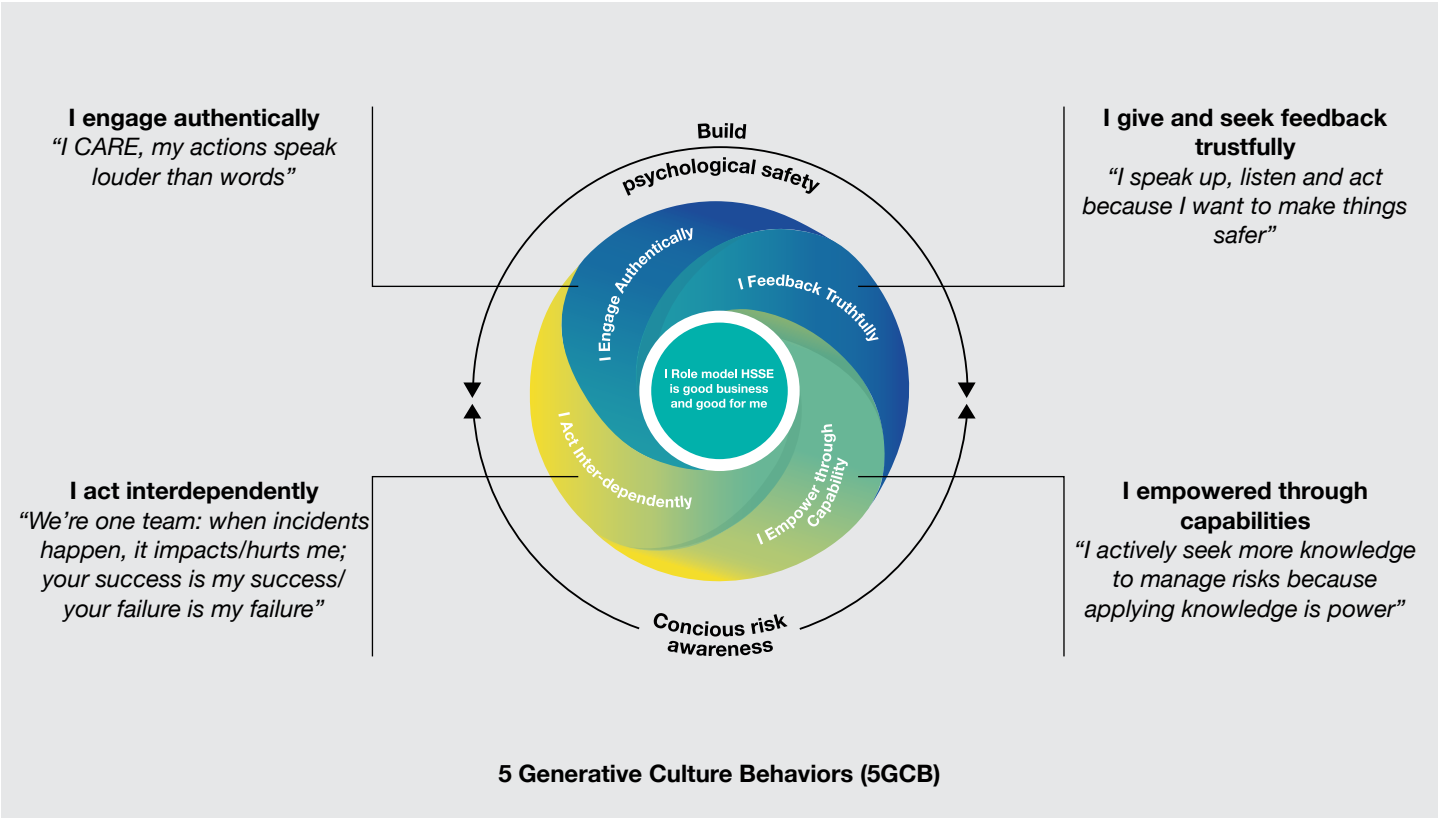 I engage authentically
“I CARE, my actions speak
louder than words”
Build
psychological safety
I give and seek feedback
trustfully
“I speak up, listen and act
because I want to make things
safer”
I Engage Authentically
I Feedback Truthfully
I Role model HSSE
is good business
and good for me
I Act Inter-dependently
I Empower through
Capability
I act interdependently
“We’re one team: when incidents
happen, it impacts/hurts me;
your success is my success/
your failure is my failure”
I empowered through
capabilities
“I actively seek more knowledge
to manage risks because
applying knowledge is power”
Concious risk
awareness
5 Generative Culture Behaviors (5GCB)